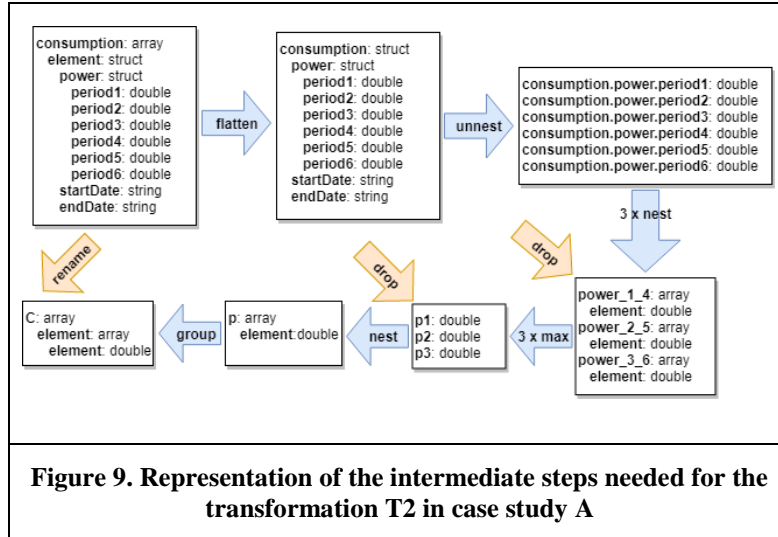 consumption: array
element: struct
power: struct
period1: double
period2: double
period3: double
period4: double
period5: double
period6: double
startDate: string
endDate: string
flatten
consumption: struct
power: struct
period1: double
period2: double
period3: double
period4: double
period5: double
period6: double
startDate: string
endDate: string
unnest
consumption.power.period1: double
consumption.power.period2: double
consumption.power.period3: double
consumption.power.period4: double
consumption.power.period5: double
consumption.power.period6: double
3 x nest
rename
drop
drop
C: array
element: array
element: double
group
p: array
element:double
nest
p1: double
p2: double
p3: double
3 x max
power_1_4: array
element: double
power_2_5: array
element: double
power_3_6: array
element: double
Figure 9. Representation of the intermediate steps needed for the
transformation T2 in case study A